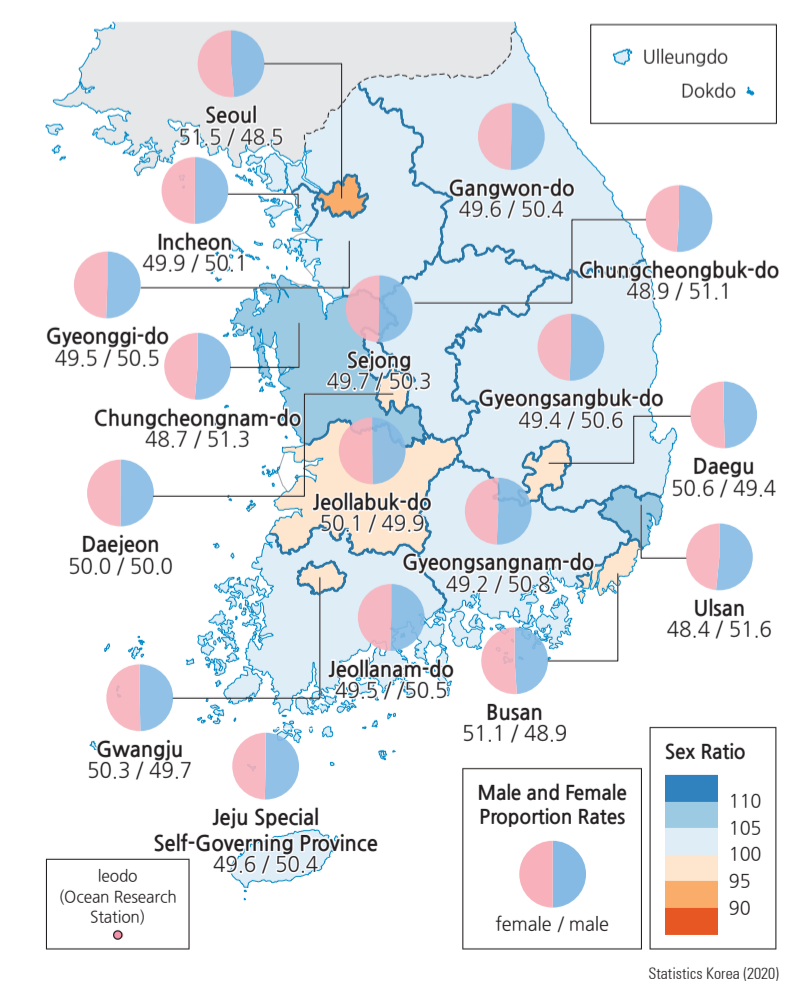 Ulleungdo
Dokdo
Seoul
51.5 / 48.5
Gangwon-do
49.6 / 50.4
Incheon
49.9 / 50.1
Chungcheongbuk-do
48.9 / 51.1
Gyeonggi-do
49.5 / 50.5
Sejong
49.7 / 50.3
Chungcheongnam-do
48.7 / 51.3
Gyeongsangbuk-do
49.4 / 50.6
Daegu
50.6 / 49.4
Jeollabuk-do
50.1 / 49.9
Daejeon
50.0 / 50.0
Gyeongsangnam-do
49.2 / 50.8
Ulsan
48.4 / 51.6
Jeollanam-do
49.5 / /50.5
Busan
51.1 / 48.9
Gwangju
50.3 / 49.7
Jeju Special
Self-Governing Province
49.6 / 50.4
Ieodo
(Ocean Research
Station)
Male and Female
Proportion Rates
female / male
Sex Ratio
110
105
100
95
90
Statistics Korea (2020)